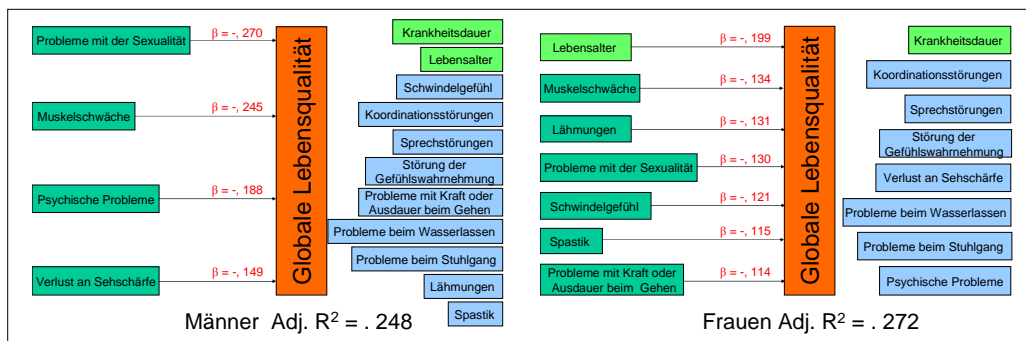 Probleme mit der Sexualität
β = -, 270
Muskelschwäche
β = -, 245
Psychische Probleme
β = -, 188
Verlust an Sehschärfe
β = -, 149
Globale Lebensqualität
Krankheitsdauer
Lebensalter
Schwindelgefühl
Koordinationsstörungen
Sprechstörungen
Störung der
Gefühlswahrnehmung
Probleme mit Kraft oder
Ausdauer beim Gehen
Probleme beim Wasserlassen
Probleme beim Stuhlgang
Lähmungen
Spastik
Männer Adj. R² = . 248
Lebensalter
β = -, 199
Muskelschwäche
β = -, 134
Lähmungen
β = -, 131
Probleme mit der Sexualität
β = -, 130
Schwindelgefühl
β = -, 121
Spastik
β = -, 115
Probleme mit Kraft oder
Ausdauer beim Gehen
β = -, 114
Globale Lebensqualität
Krankheitsdauer
Koordinationsstörungen
Sprechstörungen
Störung der
Gefühlswahrnehmung
Verlust an Sehschärfe
Probleme beim Wasserlassen
Probleme beim Stuhlgang
Psychische Probleme
Frauen Adj. R² = . 272